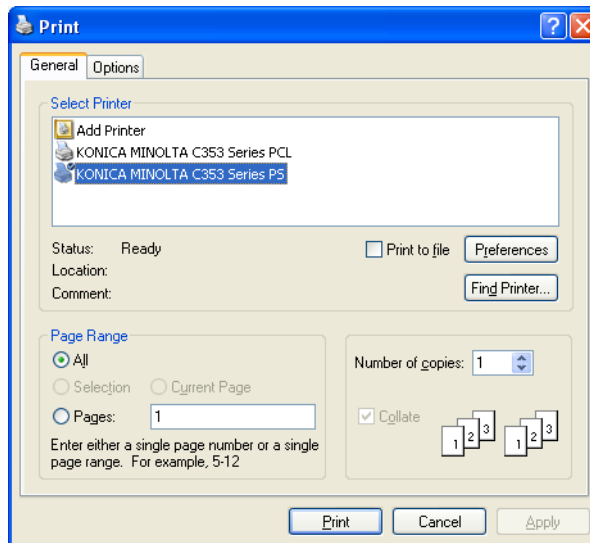 Print
General Options
Select Printer
Add Printer
KONICA MINOLTA C353 Series PCL
KONICA MINOLTA C353 Series PS
Status: Ready
Print to file
Preferences
Location:
Comment:
Find Printer...
Page Range
All
Selection Current Page
Pages: 1
Enter either a single page number or a single
page range. For example, 5-12
Number of copies: 1
Collate
1 2 3 1 2 3
Print Cancel Apply